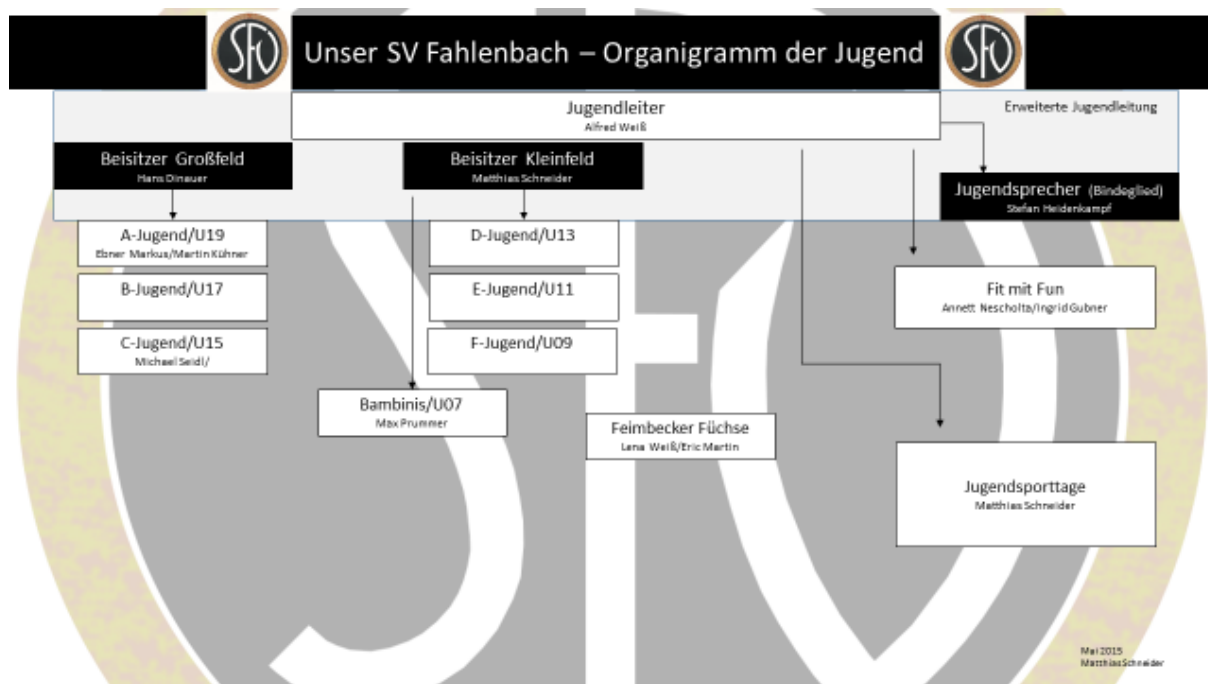 SFV
Unser SV Fahlenbach – Organigramm der Jugend
SFV
Jugendleiter
Alfred Weiß
Erweiterte Jugendleitung
Beisitzer Großfeld
Hans Dinauer
Beisitzer Kleinfeld
Matthias Schneider
Jugendsprecher (Bindeglied)
Stefan Heidenkampf
A-Jugend/U19
Ebner Markus/Martin Kühner
B-Jugend/U17
C-Jugend/U15
Michael Seidl/
D-Jugend/U13
E-Jugend/U11
F-Jugend/U09
Bambinis/U07
Max Prummer
Feimbecker Füchse
Lena Weiß/Eric Martin
Fit mit Fun
Annett Nescholta/Ingrid Gubner
Jugendsporttage
Matthias Schneider
Mai 2015
Matthias Schneider